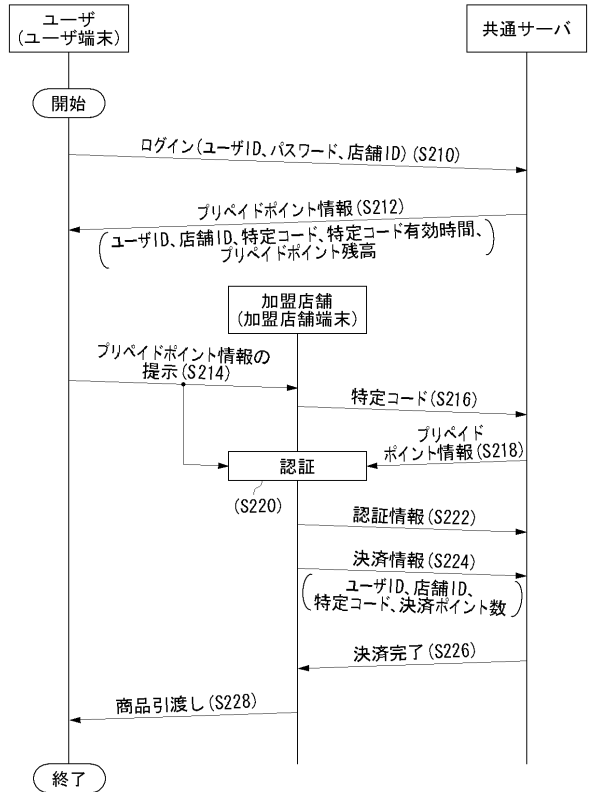 ユーザ
(ユーザ端末)
共通サーバ
開始
ログイン(ユーザID、パスワード、店舗ID)(S210)
プリペイドポイント情報(S212)
(ユーザID、店舗ID、特定コード、特定コード有効時間、
プリペイドポイント残高)
加盟店舗
(加盟店舗端末)
プリペイドポイント情報の
提示(S214)
特定コード(S216)
プリペイド
ポイント情報(S218)
認証
(S220)
認証情報(S222)
決済情報(S224)
(ユーザID、店舗ID、
特定コード、決済ポイント数)
決済完了(S226)
商品引渡し(S228)
終了